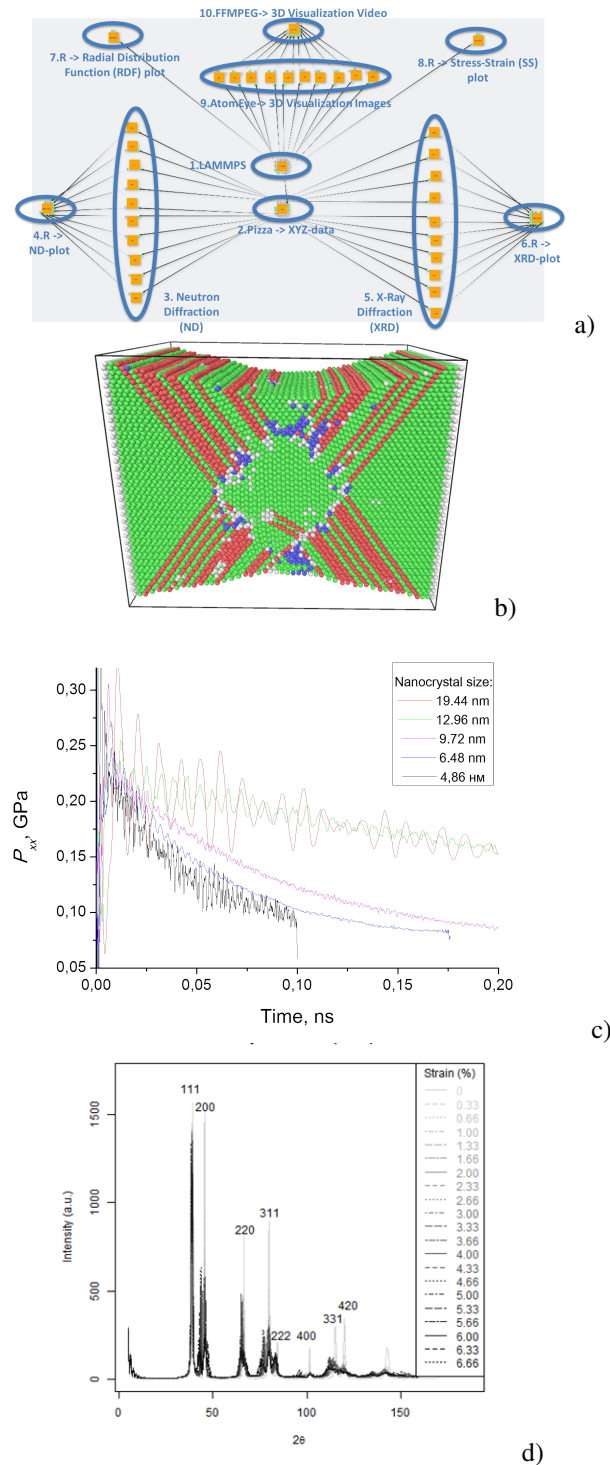 10.FFMPEG-> 3D Visualization Video
7.R -> Radial Distribution
Function (RDF) plot
8.R -> Stress-Strain (SS)
plot
9.AtomEye-> 3D Visualization Images
1.LAMMPS
2.Pizza -> XYZ-data
4.R ->
ND-plot
6.R ->
XRD-plot
3. Neutron
Diffraction
(ND)
5. X-Ray
Diffraction
(XRD)
a)
b)
0,30
0,25
0,20
0,15
0,10
0,05
P_xx, GPa
Nanocrystal size:
19.44 nm
12.96 nm
9.72 nm
6.48 nm
4,86 нм
0,00 0,05 0,10 0,15 0,20
Time, ns
c)
Intensity (a.u.)
1500
1000
500
0
111
200
220
311
222
400
331
420
Strain (%)
0
0.33
0.66
1.00
1.33
1.66
2.00
2.33
2.66
3.00
3.33
3.66
4.00
4.33
4.66
5.00
5.33
5.66
6.00
6.33
6.66
0 50 100 150
2θ
d)